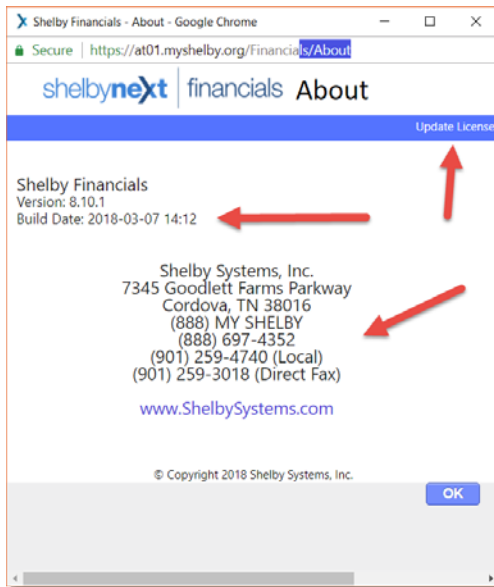 Shelby Financials - About - Google Chrome
Secure | https://at01.myshelby.org/Financials/About
shelbynext financials About
Update License
Shelby Financials
Version: 8.10.1
Build Date: 2018-03-07 14:12
Shelby Systems, Inc.
7345 Goodlett Farms Parkway
Cordova, TN 38016
(888) MY SHELBY
(888) 697-4352
(901) 259-4740 (Local)
(901) 259-3018 (Direct Fax)
www.ShelbySystems.com
© Copyright 2018 Shelby Systems, Inc.
OK